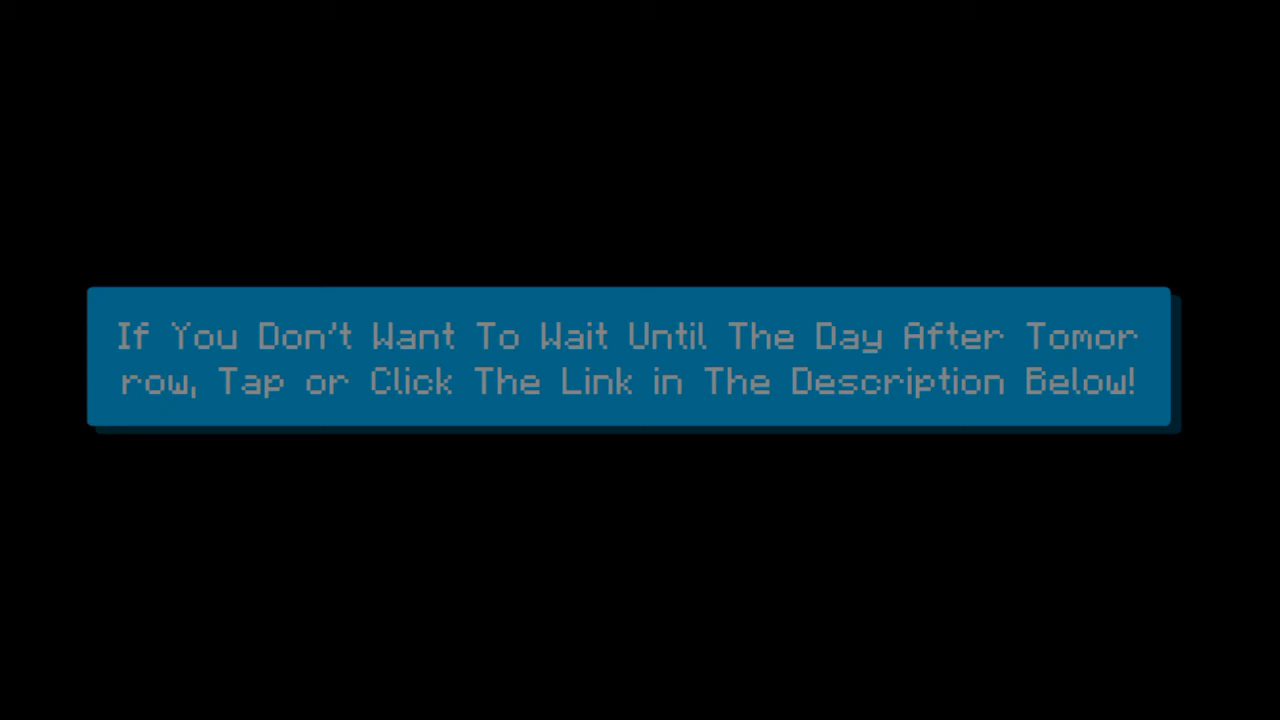 If You Don't Want To Wait Until The Day After Tomor
row, Tap or Click The Link in The Description Below!